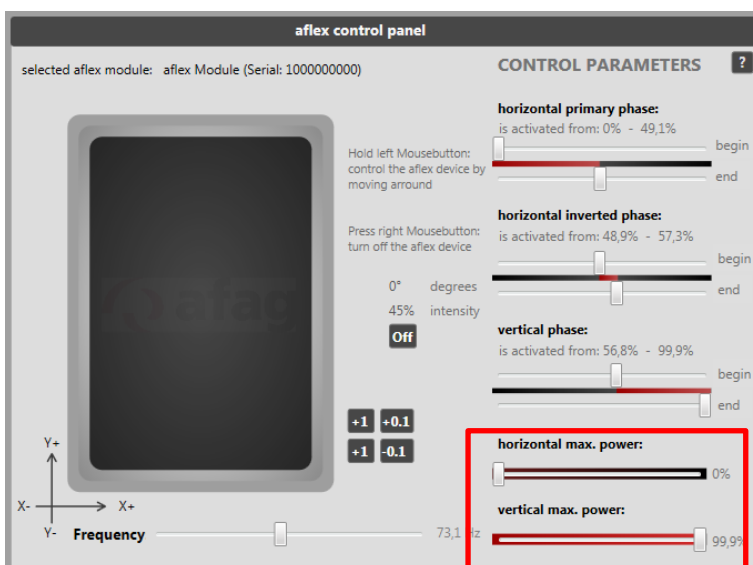 aflex control panel
selected aflex module: aflex Module (Serial: 1000000000)
CONTROL PARAMETERS
?
horizontal primary phase:
is activated from: 0% - 49,1%
begin
end
Hold left Mousebutton:
control the aflex device by
moving arround
horizontal inverted phase:
is activated from: 48,9% - 57,3%
begin
end
Press right Mousebutton:
turn off the aflex device
0° degrees
45% intensity
Off
afag
vertical phase:
is activated from: 56,8% - 99,9%
begin
end
+1 +0.1
+1 -0.1
horizontal max. power:
0%
vertical max. power:
99,9%
Y+
X- X+
Y-
Frequency 73,1 Hz